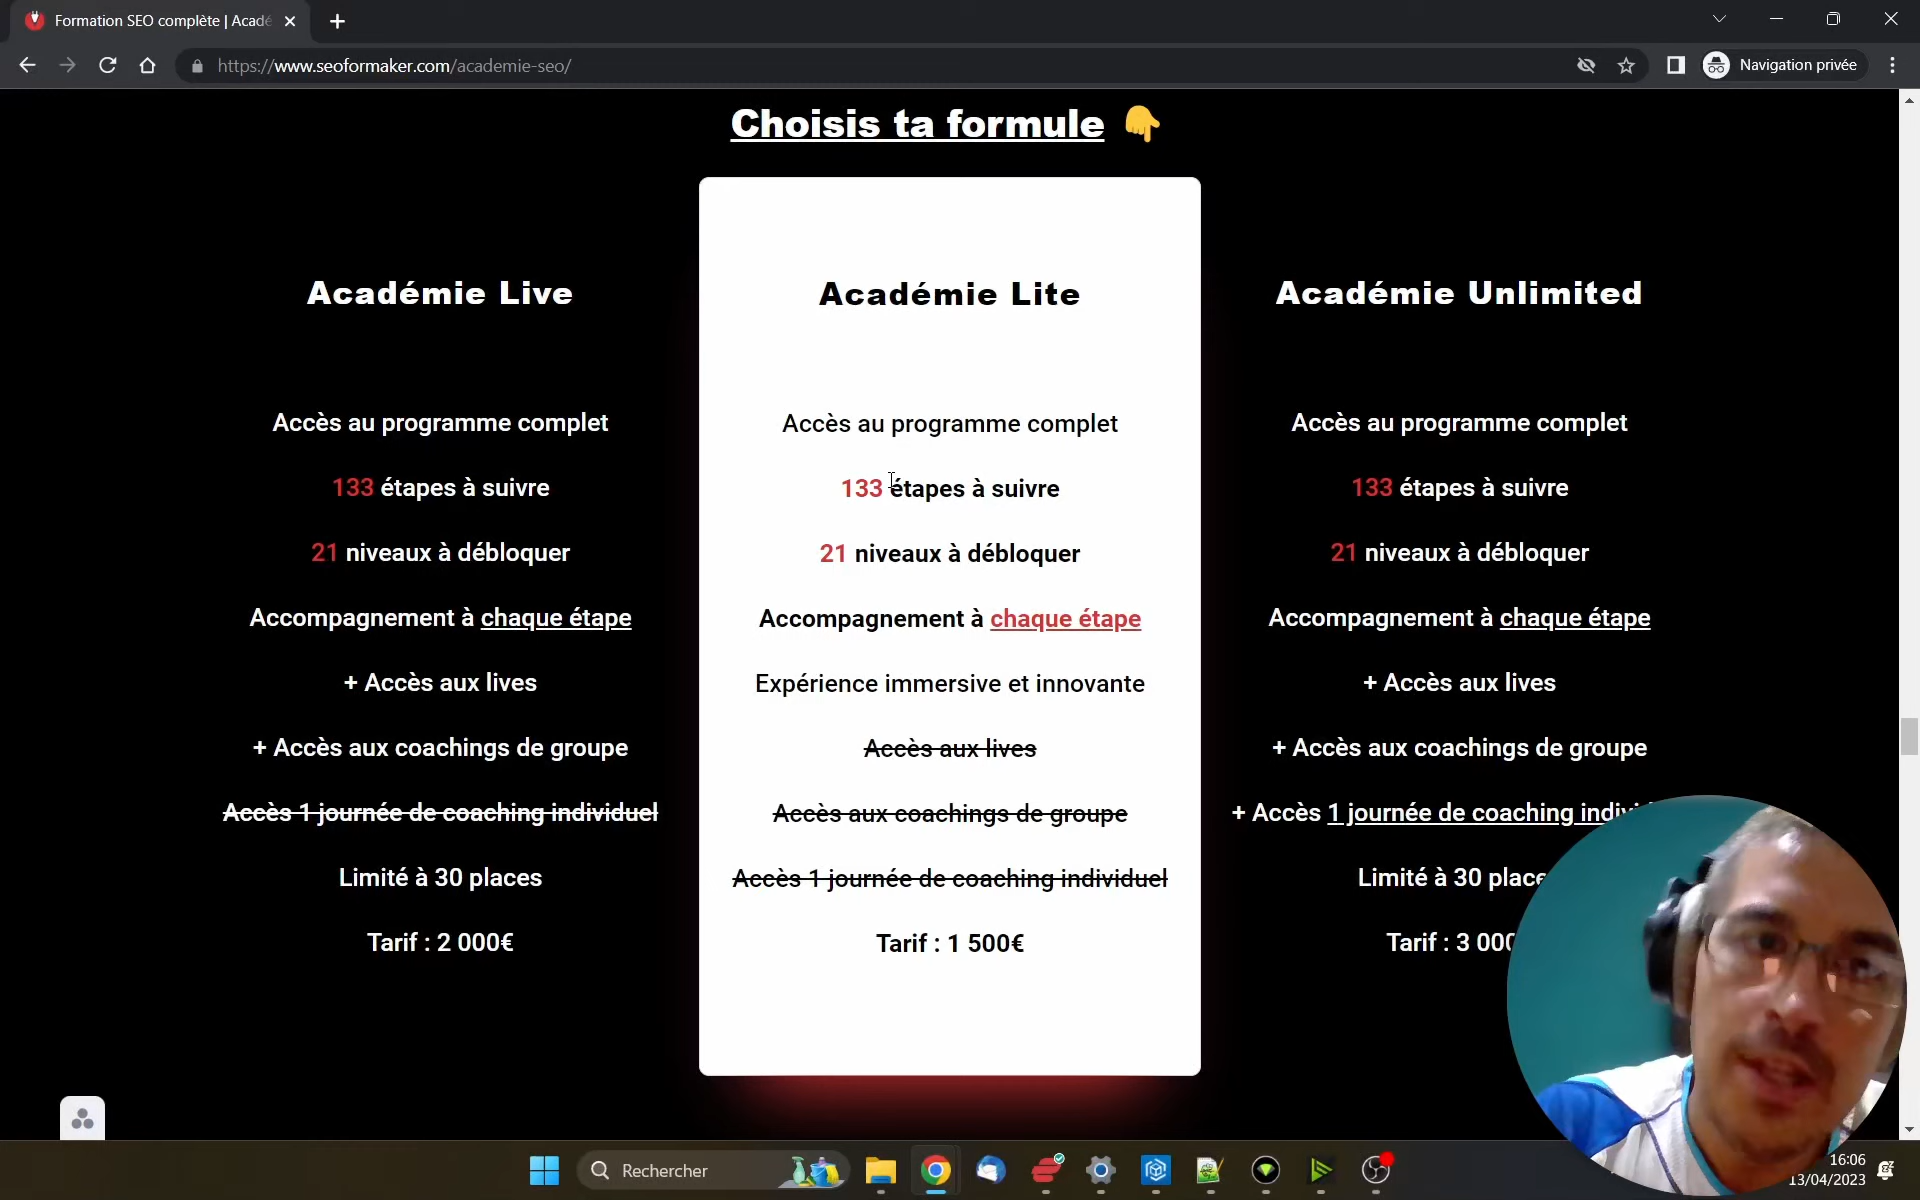 Formation SEO complète | Acadé
https://www.seoformaker.com/academie-seo/
Navigation privée
Choisis ta formule
Académie Live
Accès au programme complet
133 étapes à suivre
21 niveaux à débloquer
Accompagnement à chaque étape
+ Accès aux lives
+ Accès aux coachings de groupe
Accès 1 journée de coaching individuel
Limité à 30 places
Tarif : 2 000€
Académie Lite
Accès au programme complet
133 étapes à suivre
21 niveaux à débloquer
Accompagnement à chaque étape
Expérience immersive et innovante
Accès aux lives
Accès aux coachings de groupe
Accès 1 journée de coaching individuel
Tarif : 1 500€
Académie Unlimited
Accès au programme complet
133 étapes à suivre
21 niveaux à débloquer
Accompagnement à chaque étape
+ Accès aux lives
+ Accès aux coachings de groupe
+ Accès 1 journée de coaching
Limité à 30 place
Tarif : 3 000
Rechercher
16:06
13/04/2023